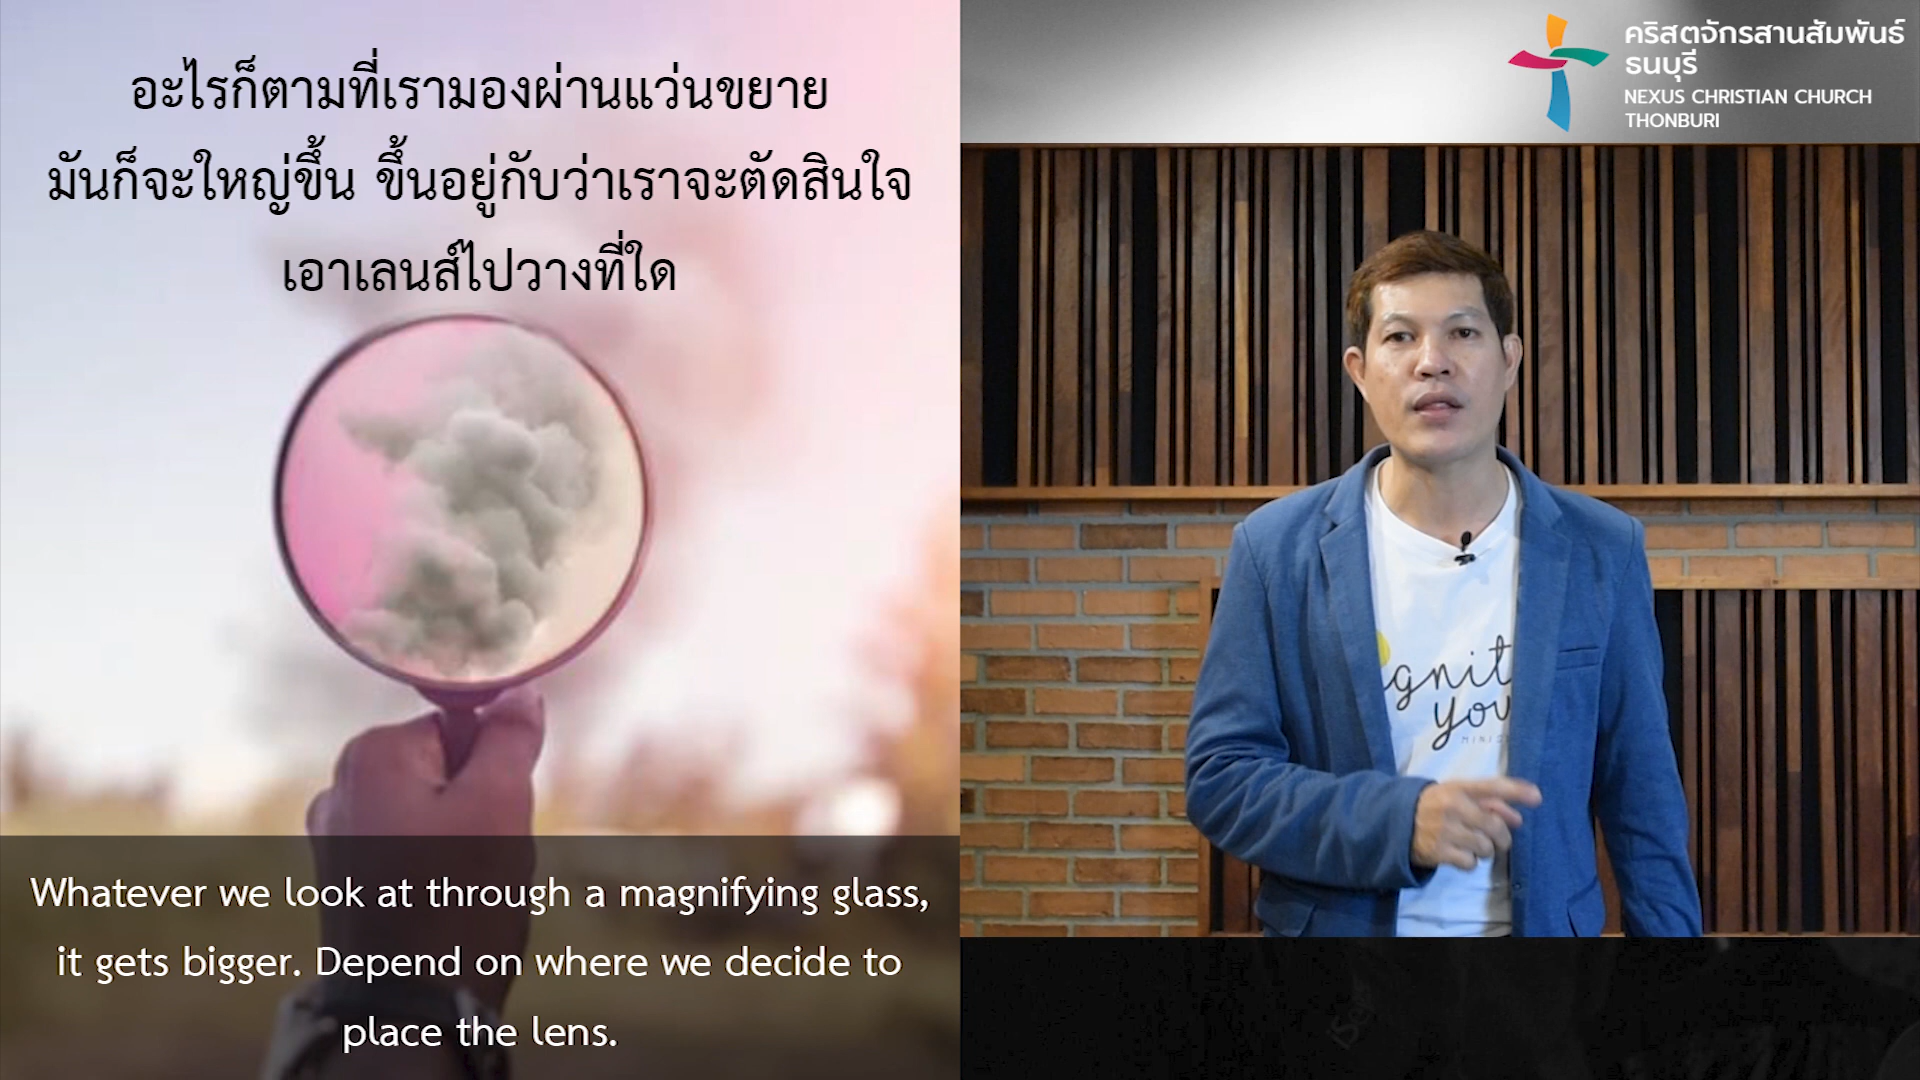 อะไรก็ตามที่เรามองผ่านแว่นขยาย
มันก็จะใหญ่ขึ้น ขึ้นอยู่กับว่าเราจะตัดสินใจ
เอาเลนส์ไปวางที่ใด
Whatever we look at through a magnifying glass,
it gets bigger. Depend on where we decide to
place the lens.
คริสตจักรสานสัมพันธ์
ธนบุรี
NEXUS CHRISTIAN CHURCH
THONBURI